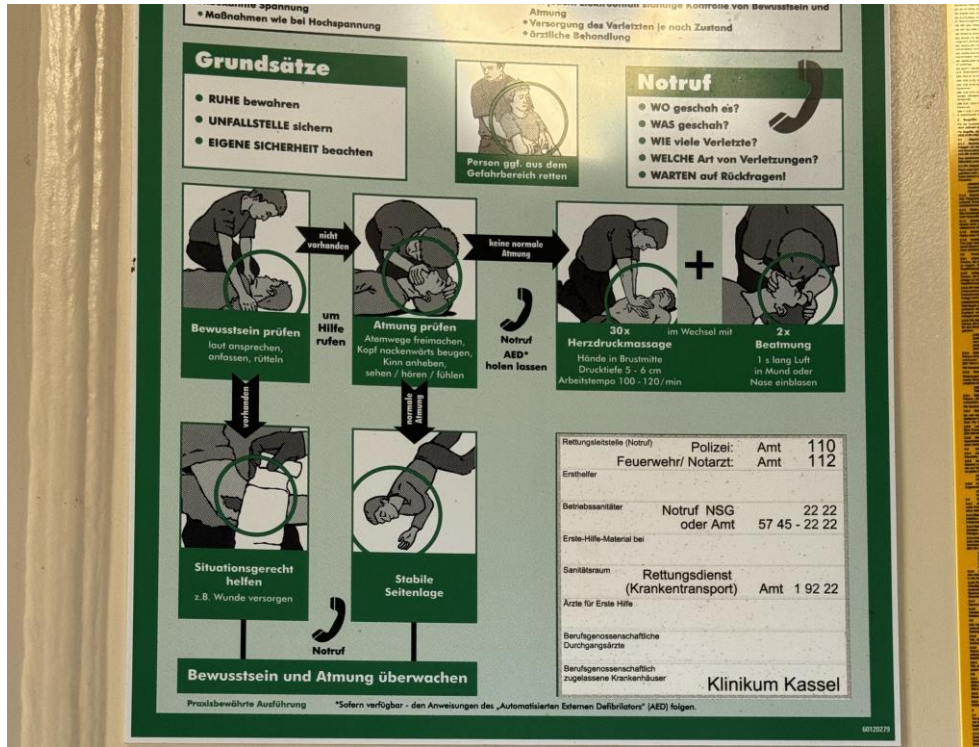 Spannung
• Maßnahmen wie bei Hochspannung
ständige Kontrolle von Bewusstsein und
Atmung
• Versorgung des Verletzten je nach Zustand
• ärztliche Behandlung
Grundsätze
• RUHE bewahren
• UNFALLSTELLE sichern
• EIGENE SICHERHEIT beachten
Person ggf. aus dem
Gefahrbereich retten
Notruf
• WO geschah es?
• WAS geschah?
• WIE viele Verletzte?
• WELCHE Art von Verletzungen?
• WARTEN auf Rückfragen!
Bewusstsein prüfen
laut ansprechen,
anfassen, rütteln
nicht
vorhanden
um
Hilfe
rufen
Atmung prüfen
Atemwege freimachen,
Kopf nackenwärts beugen,
Kinn anheben,
sehen / hören / fühlen
keine normale
Atmung
Notruf
AED*
holen lassen
30x
Herzdruckmassage
Hände in Brustmitte
Drucktiefe 5 - 6 cm
Arbeitstempo 100 - 120/min
+
im Wechsel mit
2x
Beatmung
1 s lang Luft
in Mund oder
Nase einblasen
vorhanden
normale
Atmung
Situationsgerecht
helfen
z.B. Wunde versorgen
Stabile
Seitenlage
Notruf
Bewusstsein und Atmung überwachen
Rettungsleitstelle (Notruf) Polizei: Amt 110
Feuerwehr/ Notarzt: Amt 112
Ersthelfer
Betriebssanitäter Notruf NSG 22 22
oder Amt 57 45 - 22 22
Erste-Hilfe-Material bei
Sanitätsraum Rettungsdienst
(Krankentransport) Amt 1 92 22
Ärzte für Erste Hilfe
Berufsgenossenschaftliche
Durchgangsärzte
Berufsgenossenschaftlich
zugelassene Krankenhäuser Klinikum Kassel
Praxisbewährte Ausführung *Sofern verfügbar - den Anweisungen des „Automatisierten Externen Defibrilators" (AED) folgen.
60120279